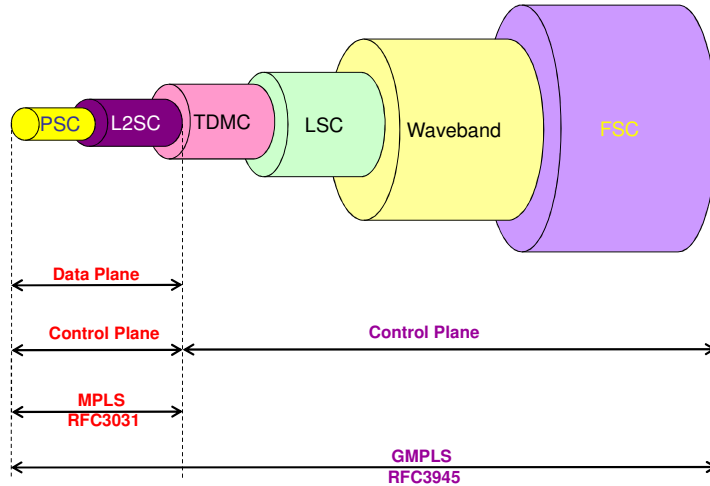 PSC
L2SC
TDMC
LSC
Waveband
FSC
Data Plane
Control Plane
Control Plane
MPLS
RFC3031
GMPLS
RFC3945